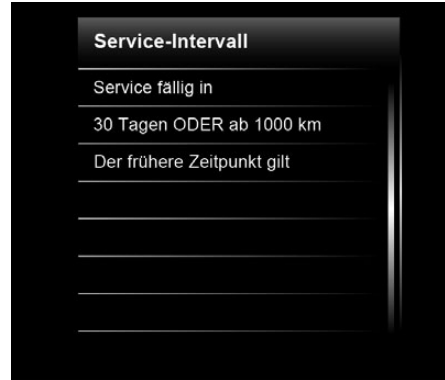 Service-Intervall
Service fällig in
30 Tagen ODER ab 1000 km
Der frühere Zeitpunkt gilt